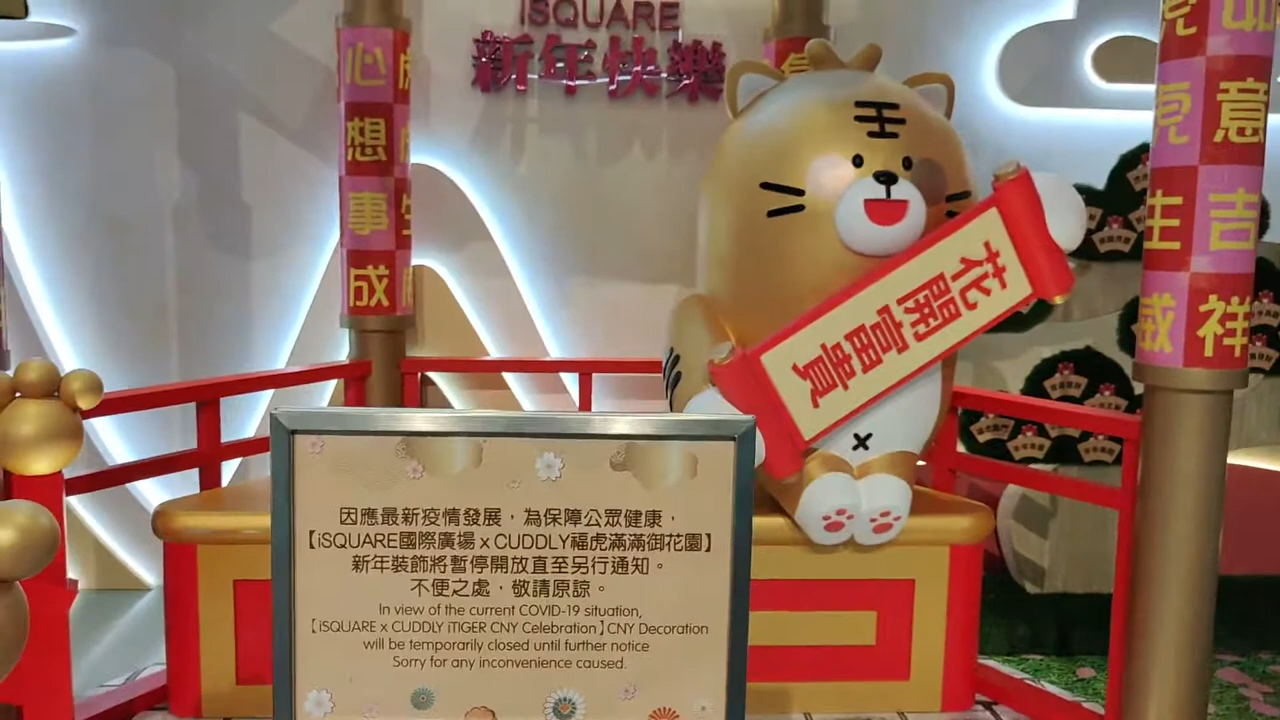 iSQUARE
新年快樂
心想事成
如意吉祥
王
花開富貴
因應最新疫情發展，為保障公眾健康，
【iSQUARE國際廣場 x CUDDLY福虎滿滿御花園】
新年裝飾將暫停開放直至另行通知。
不便之處，敬請原諒。
In view of the current COVID-19 situation,
【iSQUARE x CUDDLY iTIGER CNY Celebration】CNY Decoration
will be temporarily closed until further notice
Sorry for any inconvenience caused.